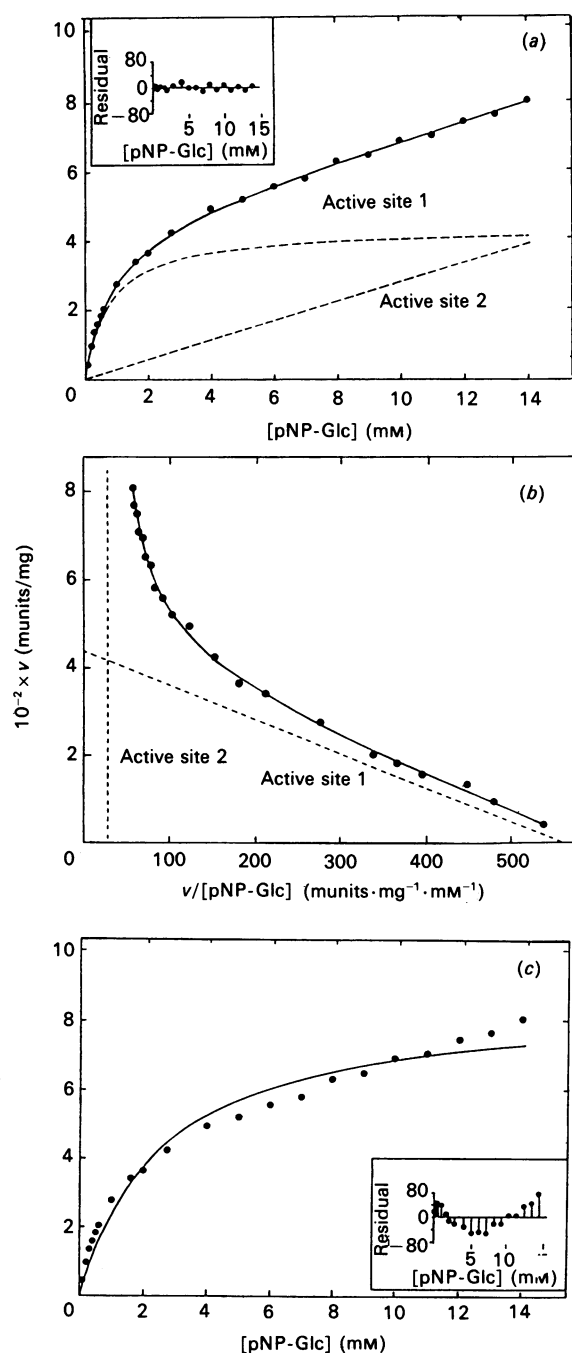 (a)
10
8
6
4
2
0
80
0
−80
Residual
5 10 15
[pNP-Glc] (mM)
Active site 1
Active site 2
2 4 6 8 10 12 14
[pNP-Glc] (mM)
(b)
8
6
4
2
0
10⁻² × v (munits/mg)
Active site 2
Active site 1
100 200 300 400 500
v/[pNP-Glc] (munits·mg⁻¹·mM⁻¹)
(c)
10
8
6
4
2
0
80
0
−80
Residual
5 10
[pNP-Glc] (mM)
0 2 4 6 8 10 12 14
[pNP-Glc] (mM)